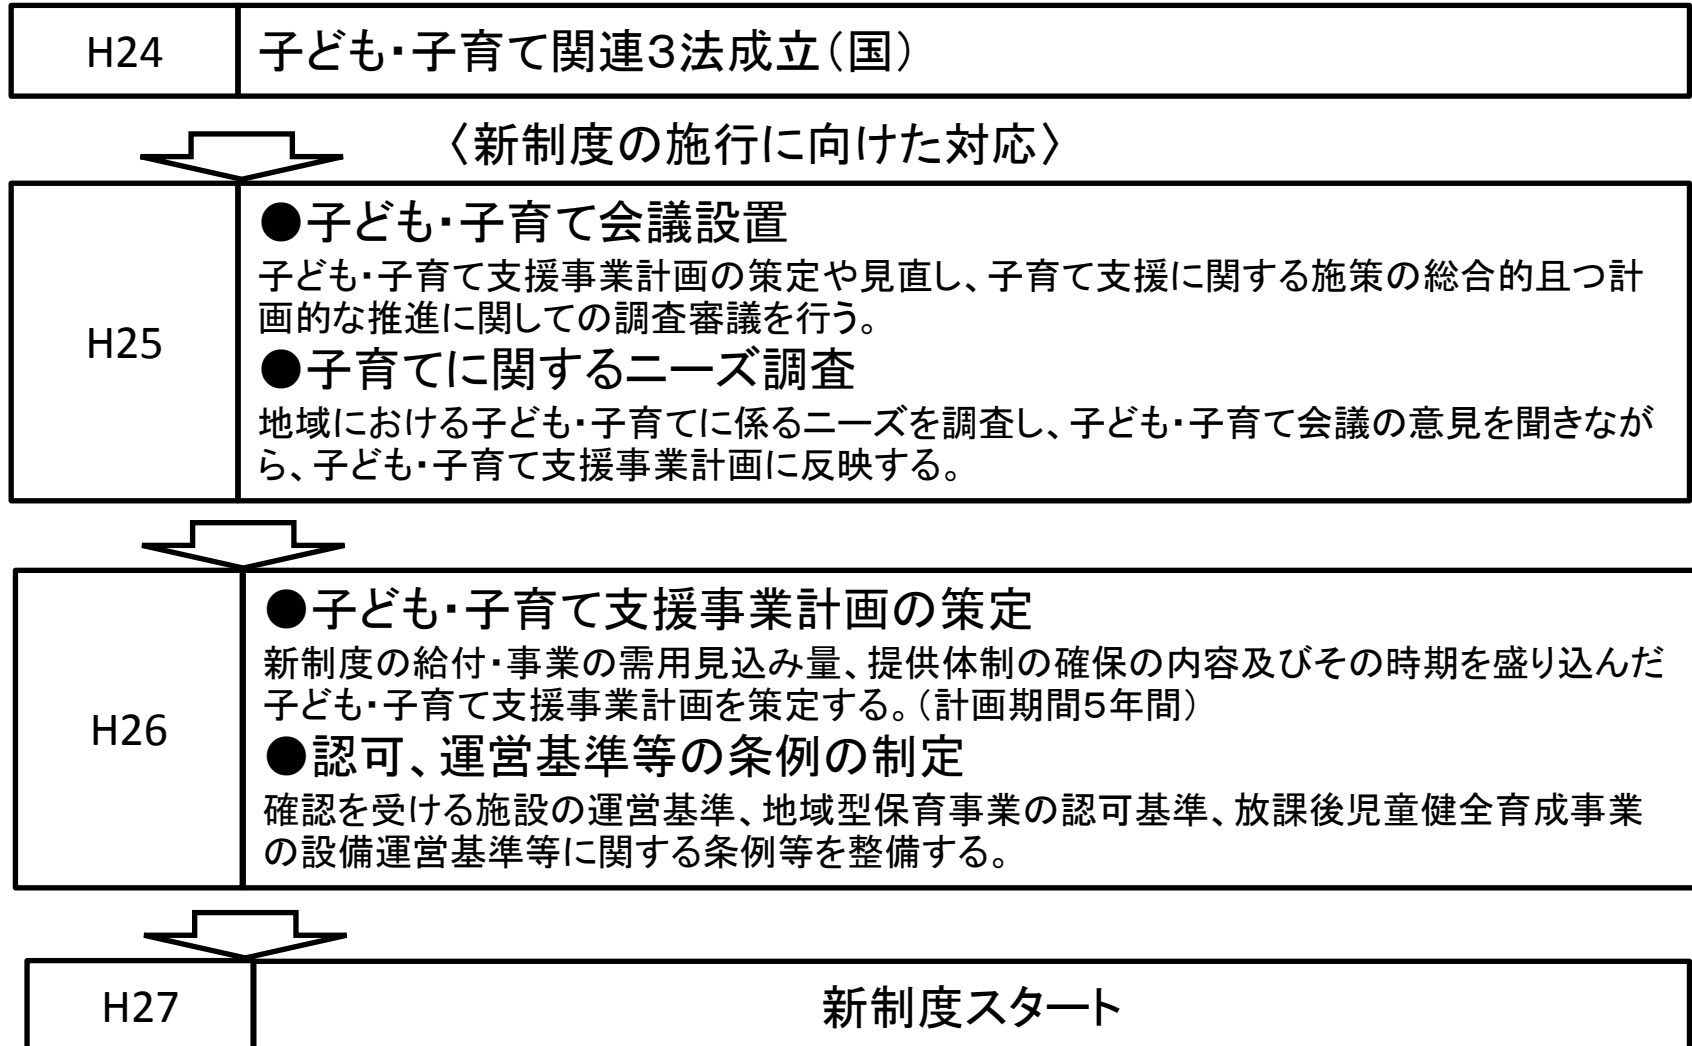 H24
子ども・子育て関連3法成立（国）
〈新制度の施行に向けた対応〉
H25
●子ども・子育て会議設置
子ども・子育て支援事業計画の策定や見直し、子育て支援に関する施策の総合的且つ計
画的な推進に関しての調査審議を行う。
●子育てに関するニーズ調査
地域における子ども・子育てに係るニーズを調査し、子ども・子育て会議の意見を聞きなが
ら、子ども・子育て支援事業計画に反映する。
H26
●子ども・子育て支援事業計画の策定
新制度の給付・事業の需用見込み量、提供体制の確保の内容及びその時期を盛り込んだ
子ども・子育て支援事業計画を策定する。（計画期間5年間）
●認可、運営基準等の条例の制定
確認を受ける施設の運営基準、地域型保育事業の認可基準、放課後児童健全育成事業
の設備運営基準等に関する条例等を整備する。
H27
新制度スタート